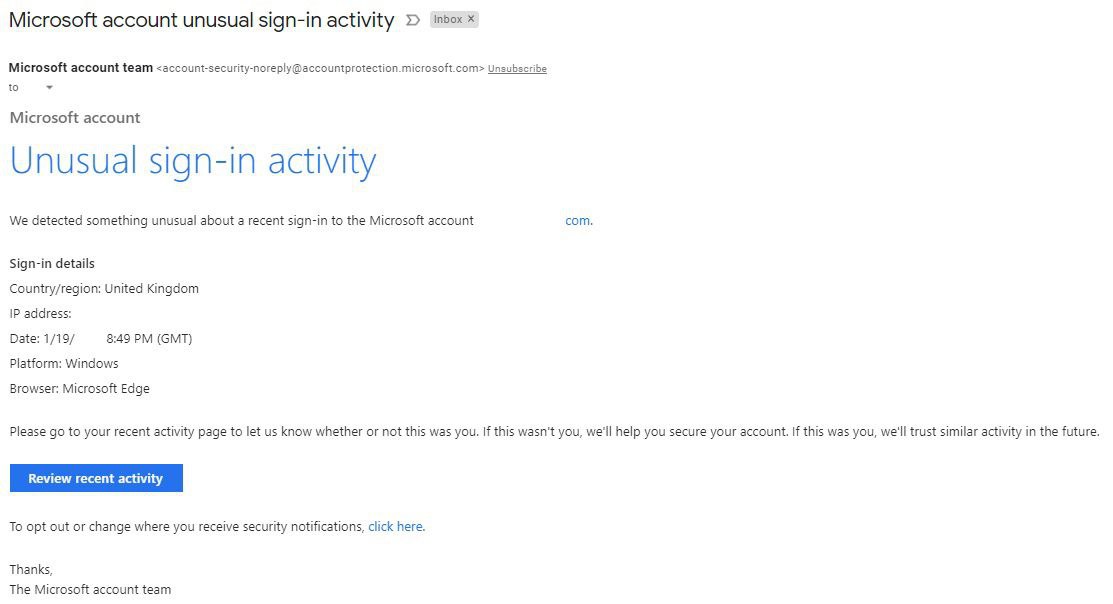 Microsoft account unusual sign-in activity Inbox ×
Microsoft account team <account-security-noreply@accountprotection.microsoft.com> Unsubscribe
to
Microsoft account
Unusual sign-in activity
We detected something unusual about a recent sign-in to the Microsoft account com.
Sign-in details
Country/region: United Kingdom
IP address:
Date: 1/19/ 8:49 PM (GMT)
Platform: Windows
Browser: Microsoft Edge
Please go to your recent activity page to let us know whether or not this was you. If this wasn't you, we'll help you secure your account. If this was you, we'll trust similar activity in the future.
Review recent activity
To opt out or change where you receive security notifications, click here.
Thanks,
The Microsoft account team